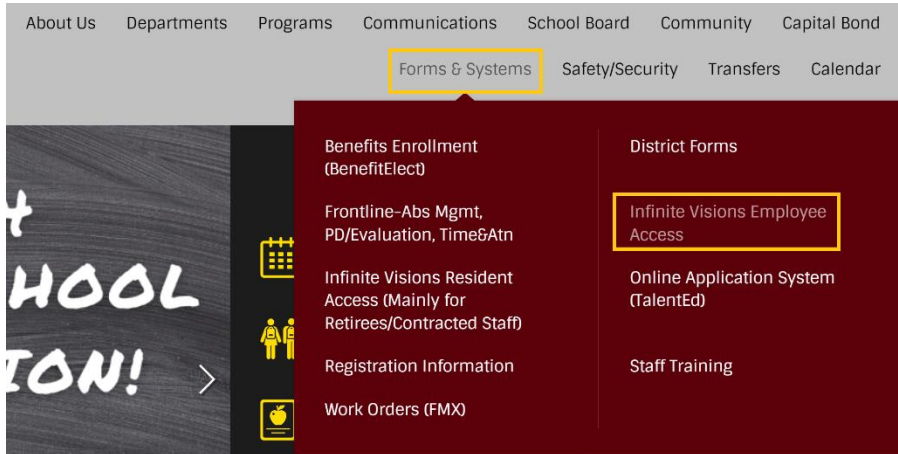 About Us Departments Programs Communications School Board Community Capital Bond
Forms & Systems Safety/Security Transfers Calendar
HOOL
ION!
Benefits Enrollment
(BenefitElect)
Frontline-Abs Mgmt,
PD/Evaluation, Time&Atn
Infinite Visions Resident
Access (Mainly for
Retirees/Contracted Staff)
Registration Information
Work Orders (FMX)
District Forms
Infinite Visions Employee
Access
Online Application System
(TalentEd)
Staff Training